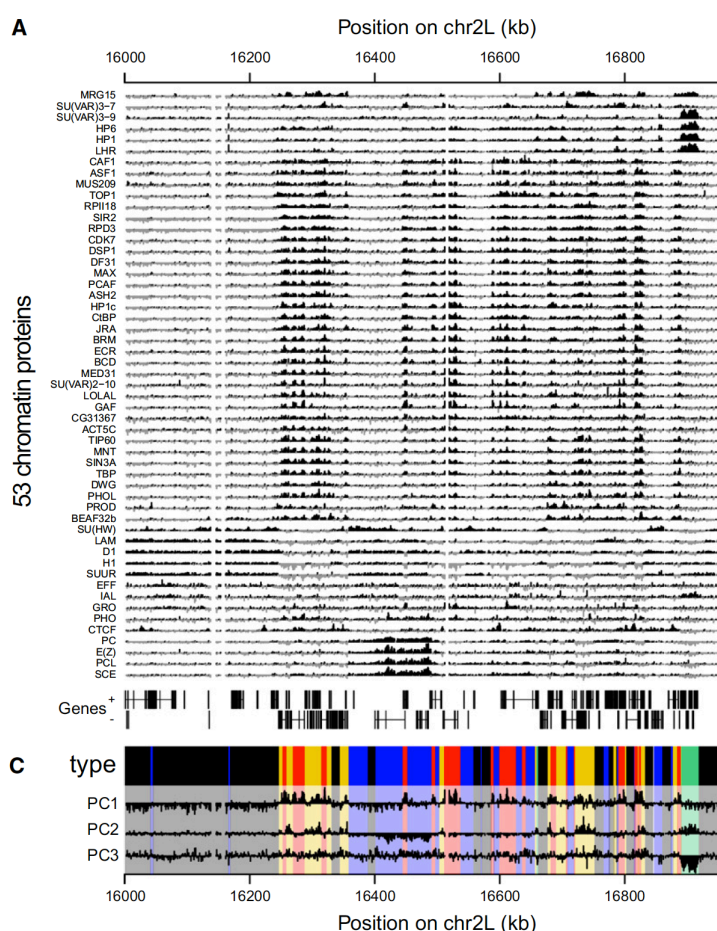 A
Position on chr2L (kb)
16000 16200 16400 16600 16800
53 chromatin proteins
MRG15
SU(VAR)3−7
SU(VAR)3−9
HP6
HP1
LHR
CAF1
ASF1
MUS209
TOP1
RPII18
SIR2
RPD3
CDK7
DSP1
DF31
MAX
PCAF
ASH2
HP1c
CtBP
JRA
BRM
ECR
BCD
MED31
SU(VAR)2−10
LOLAL
GAF
CG31367
ACT5C
TIP60
MNT
SIN3A
TBP
DWG
PHOL
PROD
BEAF32b
SU(HW)
LAM
D1
H1
SUUR
EFF
IAL
GRO
PHO
CTCF
PC
E(Z)
PCL
SCE
Genes + -
C
type
PC1
PC2
PC3
16000 16200 16400 16600 16800
Position on chr2L (kb)